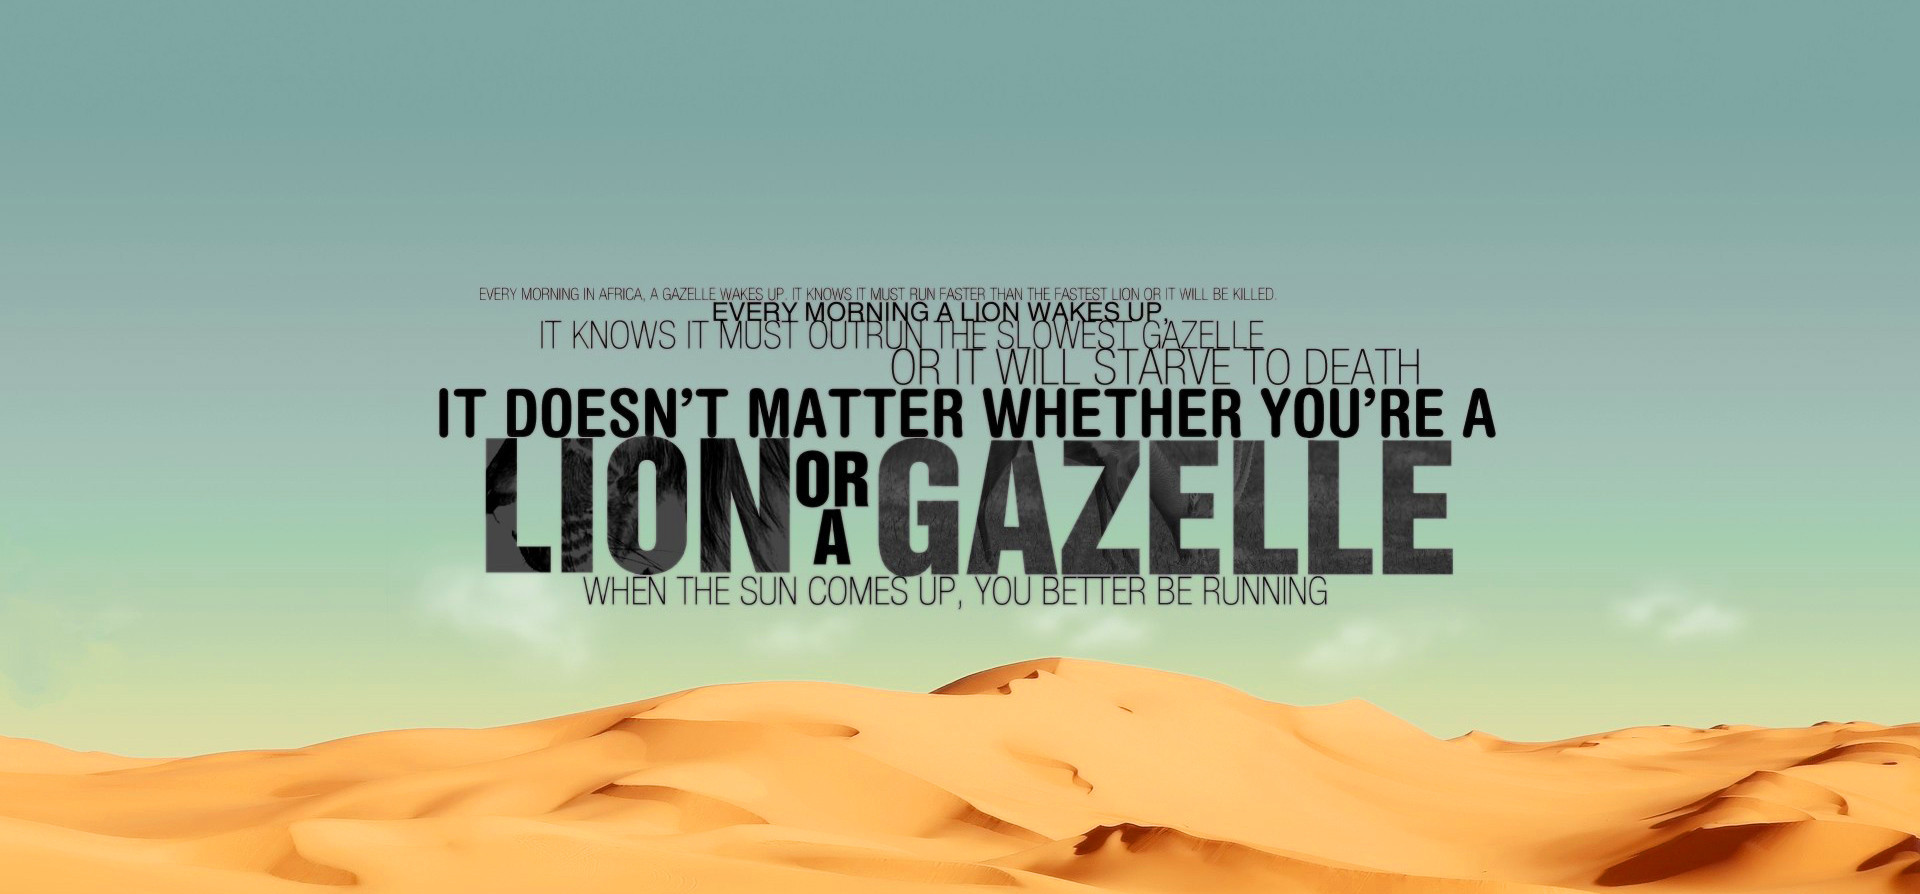 EVERY MORNING IN AFRICA, A GAZELLE WAKES UP. IT KNOWS IT MUST RUN FASTER THAN THE FASTEST LION OR IT WILL BE KILLED.
EVERY MORNING A LION WAKES UP,
IT KNOWS IT MUST OUTRUN THE SLOWEST GAZELLE
OR IT WILL STARVE TO DEATH
IT DOESN'T MATTER WHETHER YOU'RE A
LION OR A GAZELLE
WHEN THE SUN COMES UP, YOU BETTER BE RUNNING